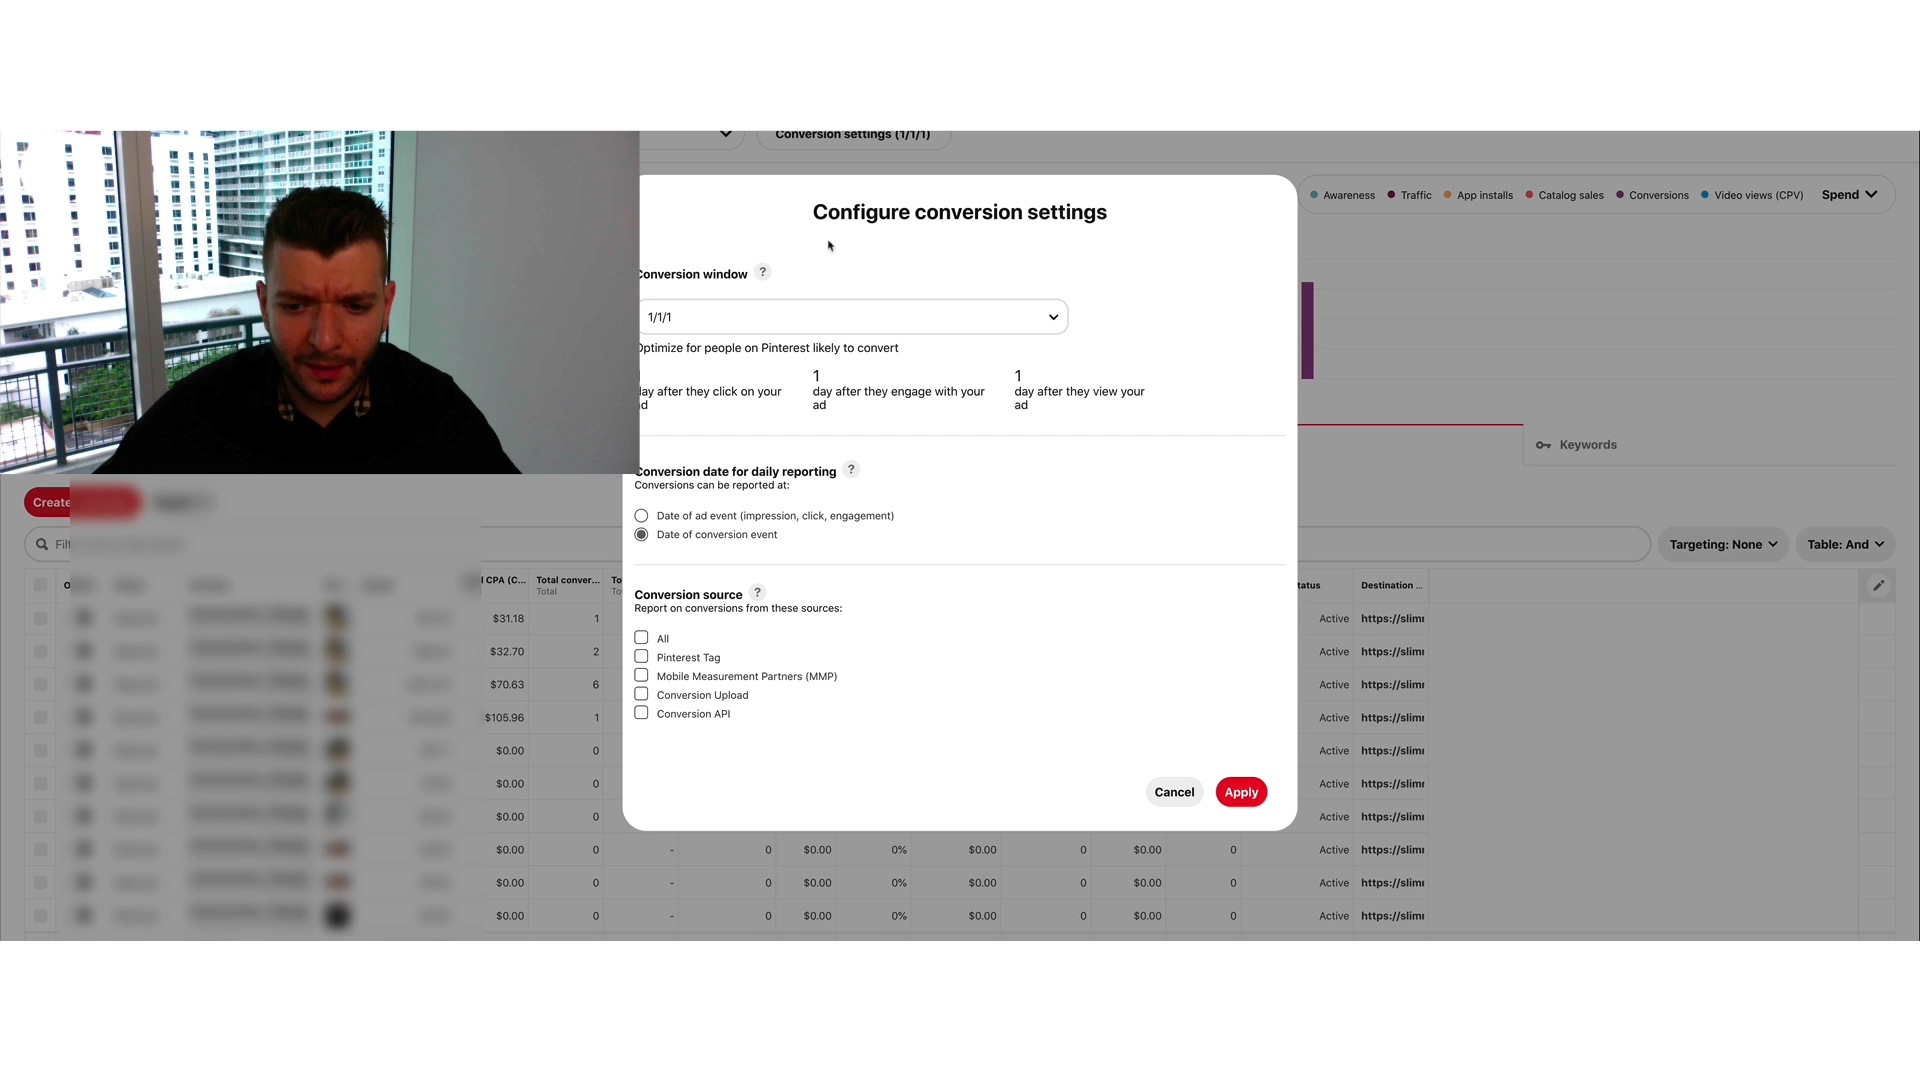 Conversion settings (1/1/1)
Awareness Traffic App installs Catalog sales Conversions Video views (CPV) Spend
Configure conversion settings
Conversion window ?
1/1/1
Optimize for people on Pinterest likely to convert
1 1
day after they click on your
ad
day after they engage with your
ad
day after they view your
ad
Keywords
Conversion date for daily reporting ?
Conversions can be reported at:
Create
Date of ad event (impression, click, engagement)
Date of conversion event
Targeting: None
Table: And
Conversion source ?
Report on conversions from these sources:
All
Pinterest Tag
Mobile Measurement Partners (MMP)
Conversion Upload
Conversion API
Cancel Apply
CPA (C... Total conver... Destination ...
Total
$31.18 1 Active https://slim
$32.70 2 Active https://slim
$70.63 6 Active https://slim
$105.96 1 Active https://slim
$0.00 0 Active https://slim
$0.00 0 Active https://slim
$0.00 0 Active https://slim
$0.00 0 - 0 $0.00 0% $0.00 0 $0.00 0 Active https://slim
$0.00 0 - 0 $0.00 0% $0.00 0 $0.00 0 Active https://slim
$0.00 0 - 0 $0.00 0% $0.00 0 $0.00 0 Active https://slim